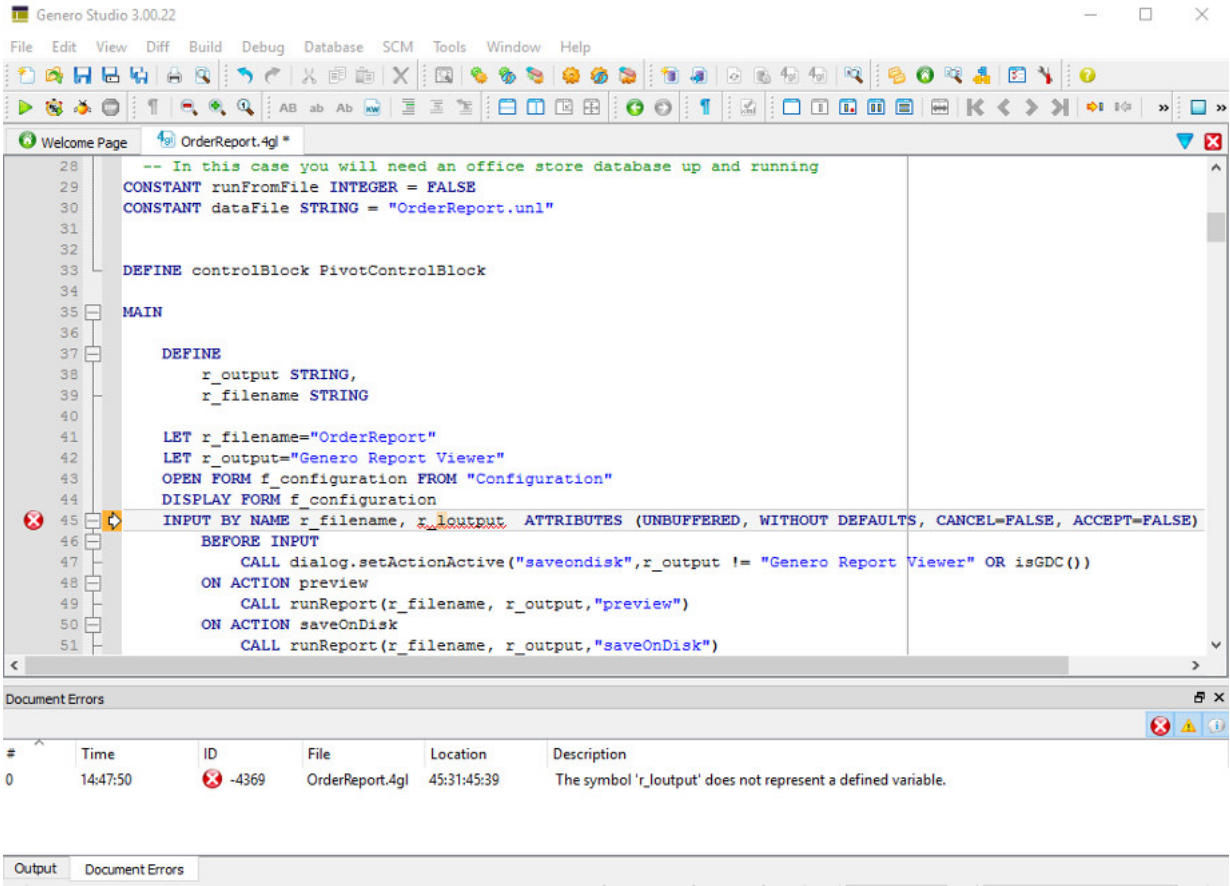 Genero Studio 3.00.22
File Edit View Diff Build Debug Database SCM Tools Window Help
AB ab Ab KW
Welcome Page 4gl OrderReport.4gl *
28 -- In this case you will need an office store database up and running
29 CONSTANT runFromFile INTEGER = FALSE
30 CONSTANT dataFile STRING = "OrderReport.unl"
31
32
33 DEFINE controlBlock PivotControlBlock
34
35 MAIN
36
37 DEFINE
38 r_output STRING,
39 r_filename STRING
40
41 LET r_filename="OrderReport"
42 LET r_output="Genero Report Viewer"
43 OPEN FORM f_configuration FROM "Configuration"
44 DISPLAY FORM f_configuration
45 INPUT BY NAME r_filename, r_loutput ATTRIBUTES (UNBUFFERED, WITHOUT DEFAULTS, CANCEL=FALSE, ACCEPT=FALSE)
46 BEFORE INPUT
47 CALL dialog.setActionActive("saveondisk",r_output != "Genero Report Viewer" OR isGDC())
48 ON ACTION preview
49 CALL runReport(r_filename, r_output,"preview")
50 ON ACTION saveOnDisk
51 CALL runReport(r_filename, r_output,"saveOnDisk")
Document Errors
# Time ID File Location Description
0 14:47:50 -4369 OrderReport.4gl 45:31:45:39 The symbol 'r_loutput' does not represent a defined variable.
Output Document Errors